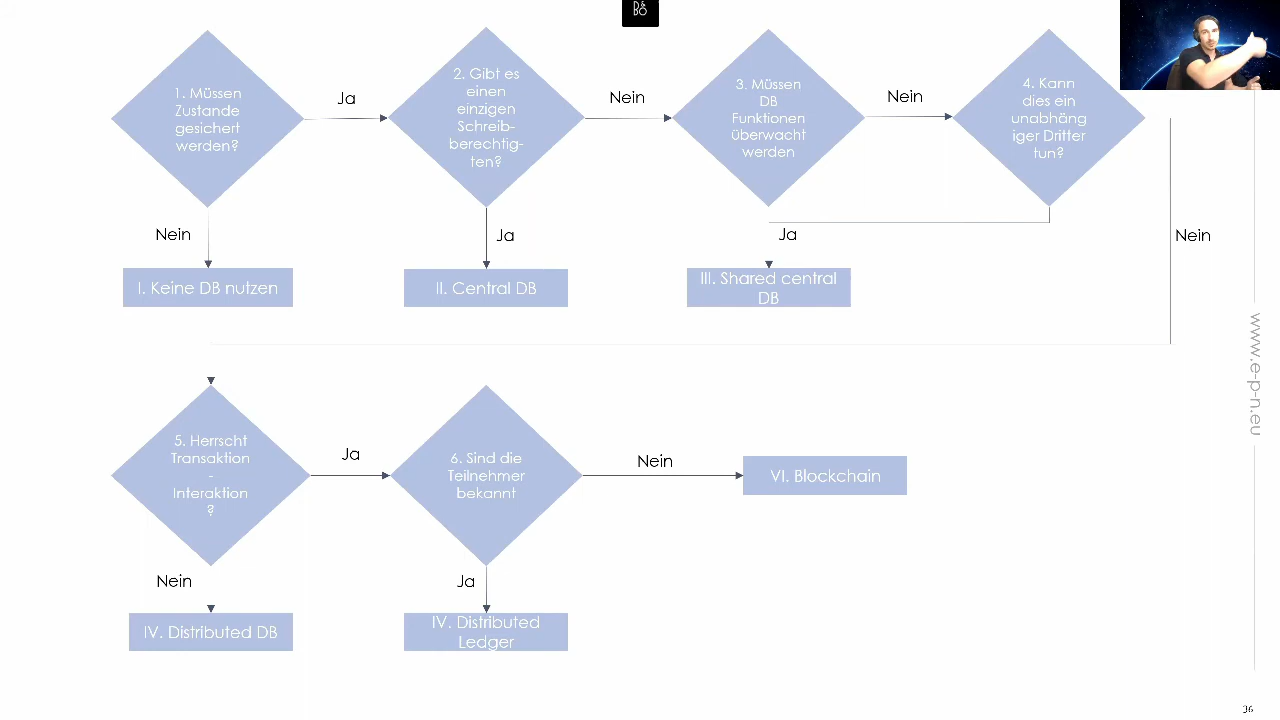 B&
BO
1. Müssen
Zustande
gesichert
werden?
Ja
2. Gibt es
einen
einzigen
Schreib-
berechtig-
ten?
Nein
3. Müssen
DB
Funktionen
überwacht
werden
Nein
4. Kann
dies ein
unabhäng
iger Dritter
tun?
Nein
Ja
Ja
Nein
I. Keine DB nutzen
II. Central DB
III. Shared central
DB
www.e-p-n.eu
5. Herrscht
Transaktion
-
Interaktion
?
Ja
6. Sind die
Teilnehmer
bekannt
Nein
VI. Blockchain
Nein
Ja
IV. Distributed DB
IV. Distributed
Ledger
36